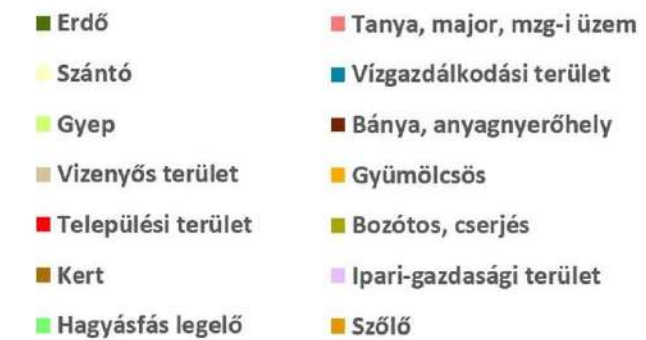 Erdő
Szántó
Gyep
Vizenyős terület
Települési terület
Kert
Hagyásfás legelő
Tanya, major, mzg-i üzem
Vízgazdálkodási terület
Bánya, anyagnyerőhely
Gyümölcsös
Bozótos, cserjés
Ipari-gazdasági terület
Szőlő